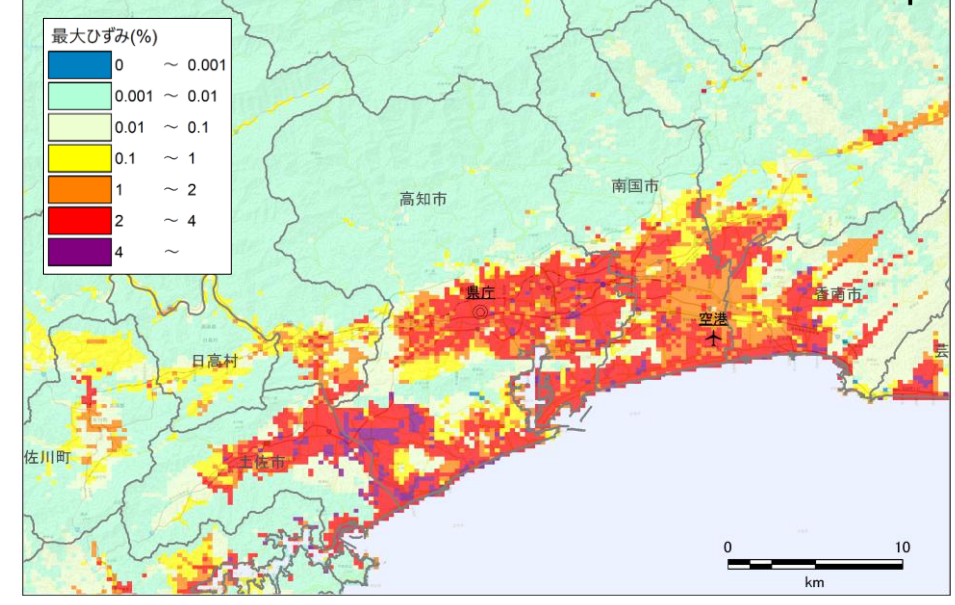 最大ひずみ(%)
0 ～ 0.001
0.001 ～ 0.01
0.01 ～ 0.1
0.1 ～ 1
1 ～ 2
2 ～ 4
4 ～
高知市
南国市
県庁
香南市
空港
日高村
芸
佐川町
土佐市
0 10
km